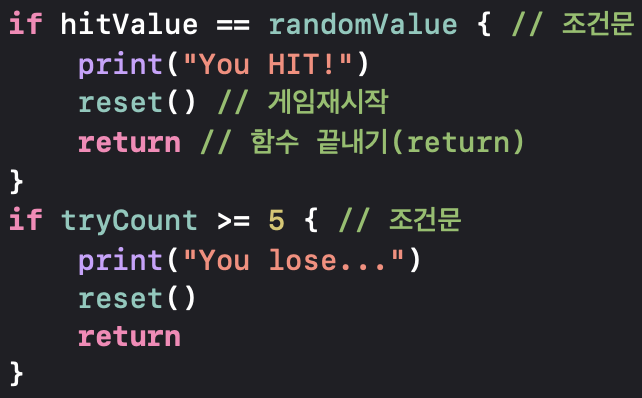 if hitValue == randomValue { // 조건문
    print("You HIT!")
    reset() // 게임재시작
    return // 함수 끝내기(return)
}
if tryCount >= 5 { // 조건문
    print("You lose...")
    reset()
    return
}